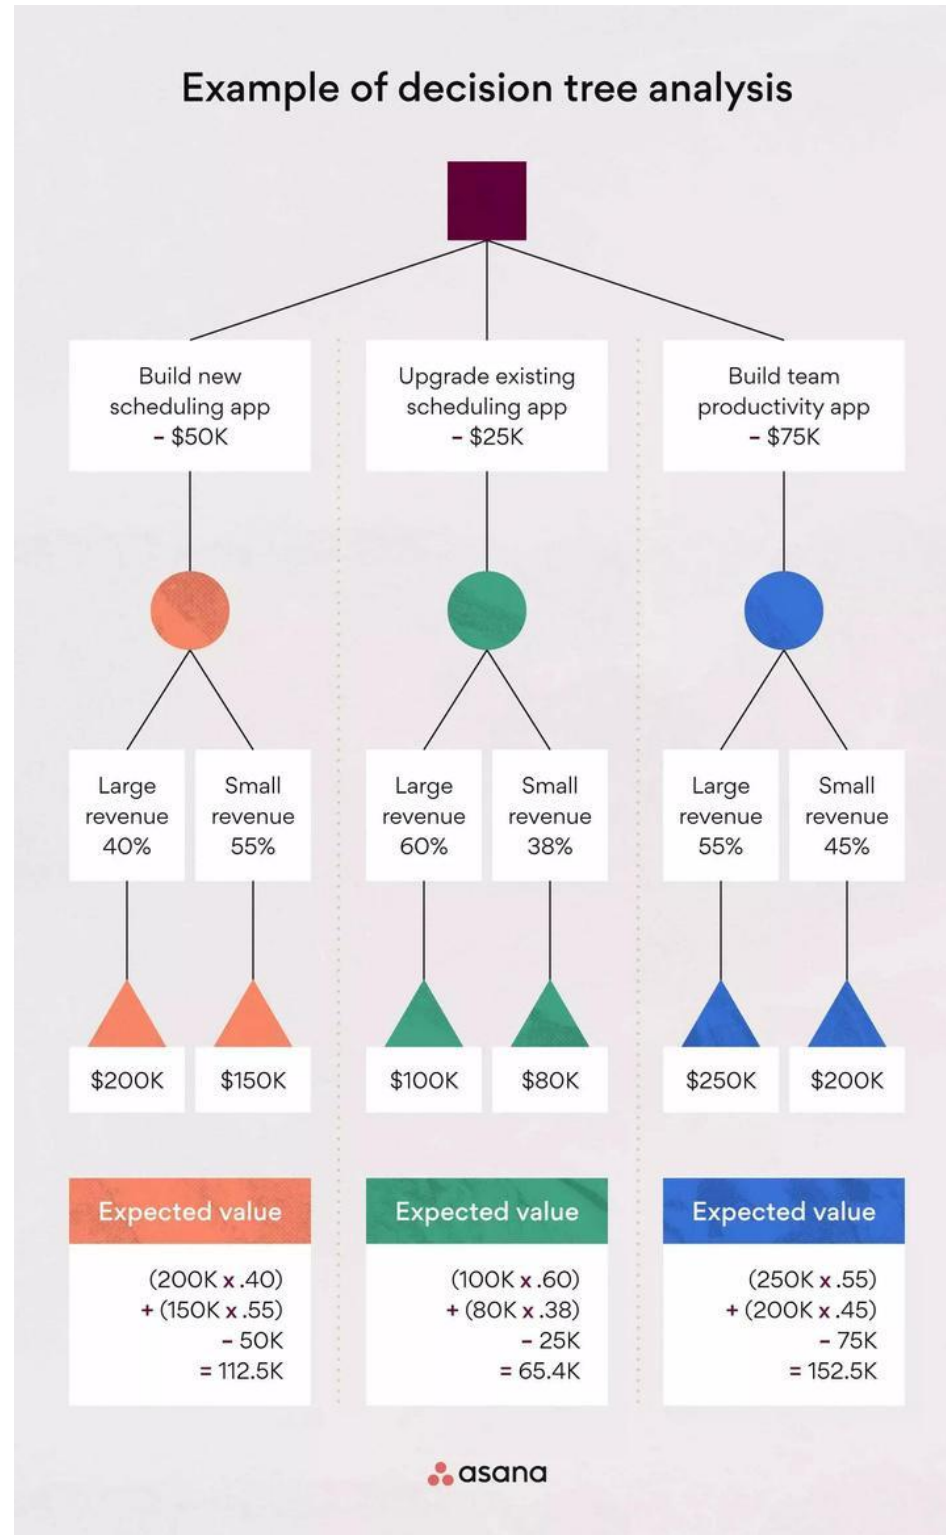 Example of decision tree analysis
Build new
scheduling app
– $50K
Upgrade existing
scheduling app
– $25K
Build team
productivity app
– $75K
Large
revenue
40%
Small
revenue
55%
Large
revenue
60%
Small
revenue
38%
Large
revenue
55%
Small
revenue
45%
$200K
$150K
$100K
$80K
$250K
$200K
Expected value
(200K x .40)
+ (150K x .55)
– 50K
= 112.5K
Expected value
(100K x .60)
+ (80K x .38)
– 25K
= 65.4K
Expected value
(250K x .55)
+ (200K x .45)
– 75K
= 152.5K
asana